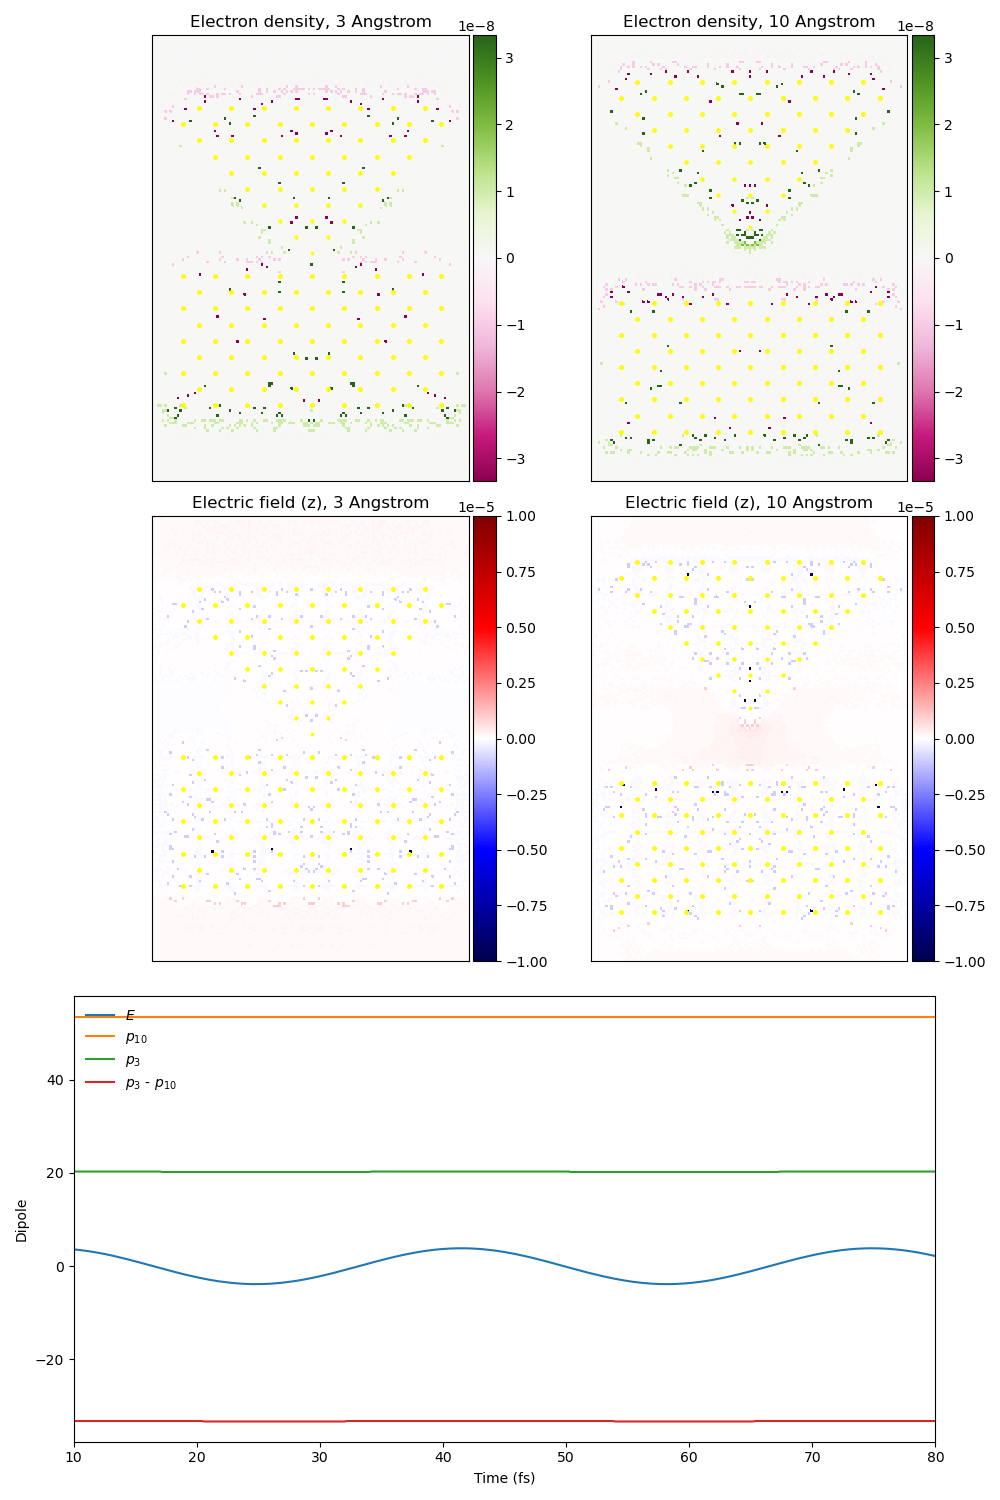 Electron density, 3 Angstrom
1e−8
3
2
1
0
−1
−2
−3
Electron density, 10 Angstrom
1e−8
3
2
1
0
−1
−2
−3
Electric field (z), 3 Angstrom
1e−5
1.00
0.75
0.50
0.25
0.00
−0.25
−0.50
−0.75
−1.00
Electric field (z), 10 Angstrom
1e−5
1.00
0.75
0.50
0.25
0.00
−0.25
−0.50
−0.75
−1.00
E
p10
p3
p3 - p10
Dipole
40
20
0
−20
10 20 30 40 50 60 70 80
Time (fs)